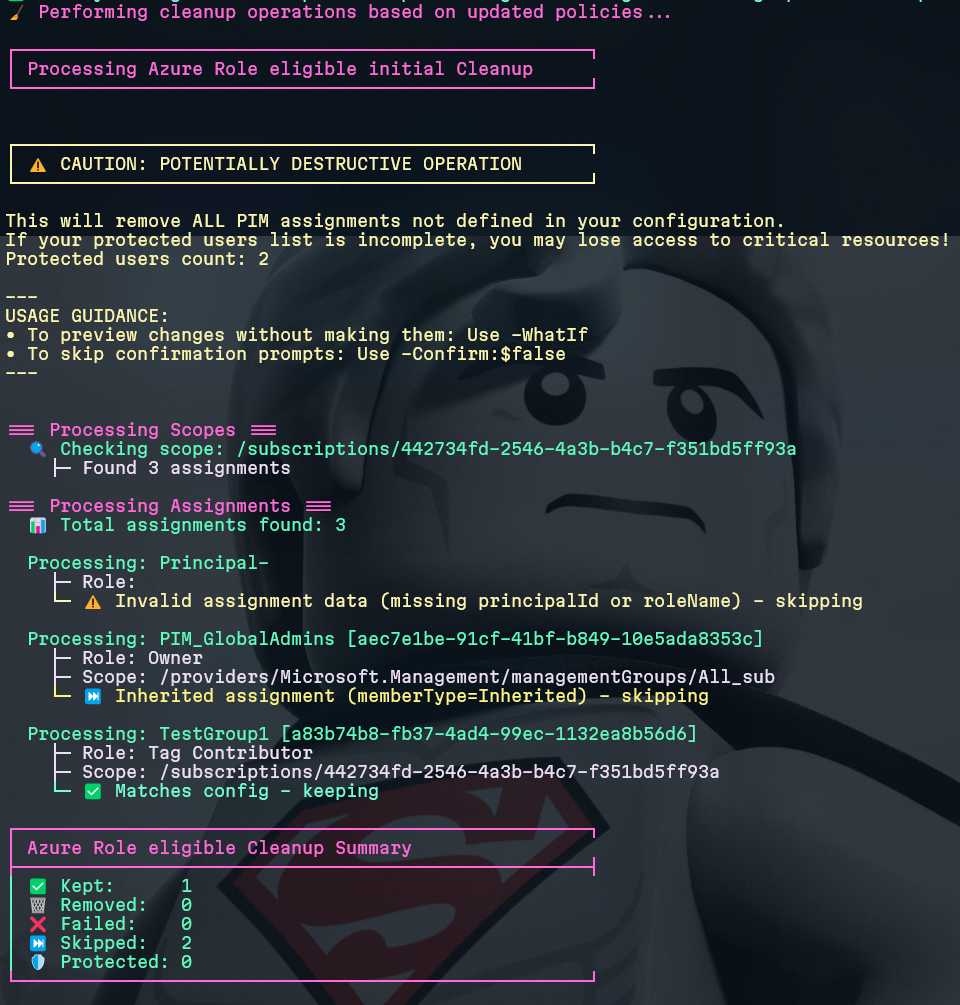 Performing cleanup operations based on updated policies...
Processing Azure Role eligible initial Cleanup
⚠️ CAUTION: POTENTIALLY DESTRUCTIVE OPERATION
This will remove ALL PIM assignments not defined in your configuration.
If your protected users list is incomplete, you may lose access to critical resources!
Protected users count: 2
---
USAGE GUIDANCE:
• To preview changes without making them: Use -WhatIf
• To skip confirmation prompts: Use -Confirm:$false
---
Processing Scopes
Checking scope: /subscriptions/442734fd-2546-4a3b-b4c7-f351bd5ff93a
Found 3 assignments
Processing Assignments
Total assignments found: 3
Processing: Principal-
Role:
⚠️ Invalid assignment data (missing principalId or roleName) - skipping
Processing: PIM_GlobalAdmins [aec7e1be-91cf-41bf-b849-10e5ada8353c]
Role: Owner
Scope: /providers/Microsoft.Management/managementGroups/All_sub
⏭️ Inherited assignment (memberType=Inherited) - skipping
Processing: TestGroup1 [a83b74b8-fb37-4ad4-99ec-1132ea8b56d6]
Role: Tag Contributor
Scope: /subscriptions/442734fd-2546-4a3b-b4c7-f351bd5ff93a
✅ Matches config - keeping
Azure Role eligible Cleanup Summary
✅ Kept: 1
🗑️ Removed: 0
❌ Failed: 0
⏭️ Skipped: 2
🛡️ Protected: 0